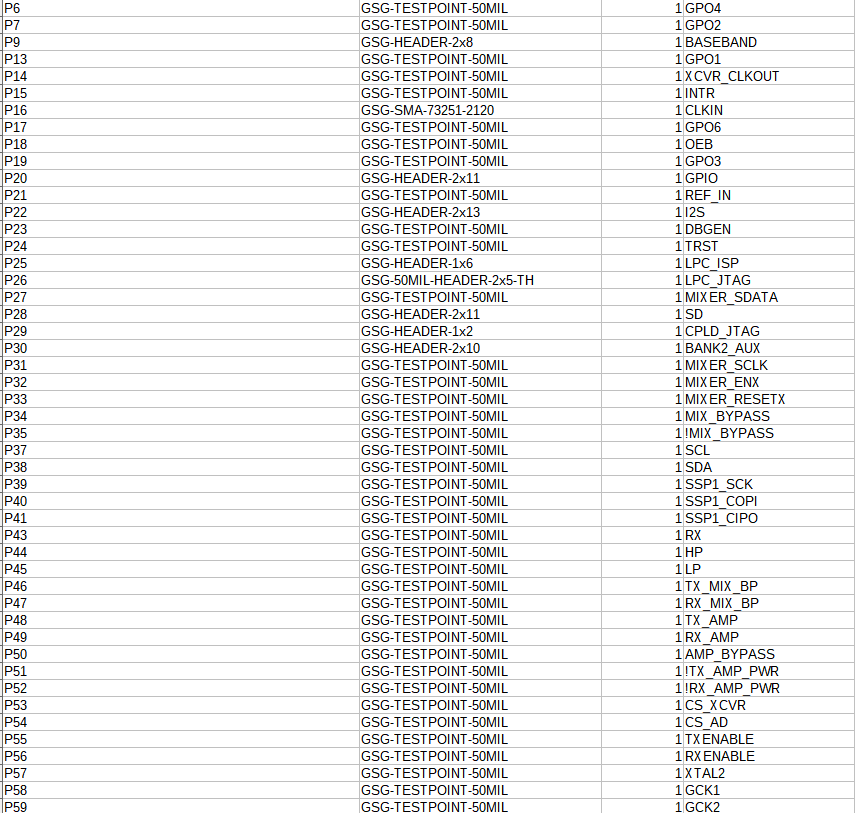 P6 GSG-TESTPOINT-50MIL 1 GPO4
P7 GSG-TESTPOINT-50MIL 1 GPO2
P9 GSG-HEADER-2x8 1 BASEBAND
P13 GSG-TESTPOINT-50MIL 1 GPO1
P14 GSG-TESTPOINT-50MIL 1 XCVR_CLKOUT
P15 GSG-TESTPOINT-50MIL 1 INTR
P16 GSG-SMA-73251-2120 1 CLKIN
P17 GSG-TESTPOINT-50MIL 1 GPO6
P18 GSG-TESTPOINT-50MIL 1 OEB
P19 GSG-TESTPOINT-50MIL 1 GPO3
P20 GSG-HEADER-2x11 1 GPIO
P21 GSG-TESTPOINT-50MIL 1 REF_IN
P22 GSG-HEADER-2x13 1 I2S
P23 GSG-TESTPOINT-50MIL 1 DBGEN
P24 GSG-TESTPOINT-50MIL 1 TRST
P25 GSG-HEADER-1x6 1 LPC_ISP
P26 GSG-50MIL-HEADER-2x5-TH 1 LPC_JTAG
P27 GSG-TESTPOINT-50MIL 1 MIXER_SDATA
P28 GSG-HEADER-2x11 1 SD
P29 GSG-HEADER-1x2 1 CPLD_JTAG
P30 GSG-HEADER-2x10 1 BANK2_AUX
P31 GSG-TESTPOINT-50MIL 1 MIXER_SCLK
P32 GSG-TESTPOINT-50MIL 1 MIXER_ENX
P33 GSG-TESTPOINT-50MIL 1 MIXER_RESETX
P34 GSG-TESTPOINT-50MIL 1 MIX_BYPASS
P35 GSG-TESTPOINT-50MIL 1 !MIX_BYPASS
P37 GSG-TESTPOINT-50MIL 1 SCL
P38 GSG-TESTPOINT-50MIL 1 SDA
P39 GSG-TESTPOINT-50MIL 1 SSP1_SCK
P40 GSG-TESTPOINT-50MIL 1 SSP1_COPI
P41 GSG-TESTPOINT-50MIL 1 SSP1_CIPO
P43 GSG-TESTPOINT-50MIL 1 RX
P44 GSG-TESTPOINT-50MIL 1 HP
P45 GSG-TESTPOINT-50MIL 1 LP
P46 GSG-TESTPOINT-50MIL 1 TX_MIX_BP
P47 GSG-TESTPOINT-50MIL 1 RX_MIX_BP
P48 GSG-TESTPOINT-50MIL 1 TX_AMP
P49 GSG-TESTPOINT-50MIL 1 RX_AMP
P50 GSG-TESTPOINT-50MIL 1 AMP_BYPASS
P51 GSG-TESTPOINT-50MIL 1 !TX_AMP_PWR
P52 GSG-TESTPOINT-50MIL 1 !RX_AMP_PWR
P53 GSG-TESTPOINT-50MIL 1 CS_XCVR
P54 GSG-TESTPOINT-50MIL 1 CS_AD
P55 GSG-TESTPOINT-50MIL 1 TXENABLE
P56 GSG-TESTPOINT-50MIL 1 RXENABLE
P57 GSG-TESTPOINT-50MIL 1 XTAL2
P58 GSG-TESTPOINT-50MIL 1 GCK1
P59 GSG-TESTPOINT-50MIL 1 GCK2